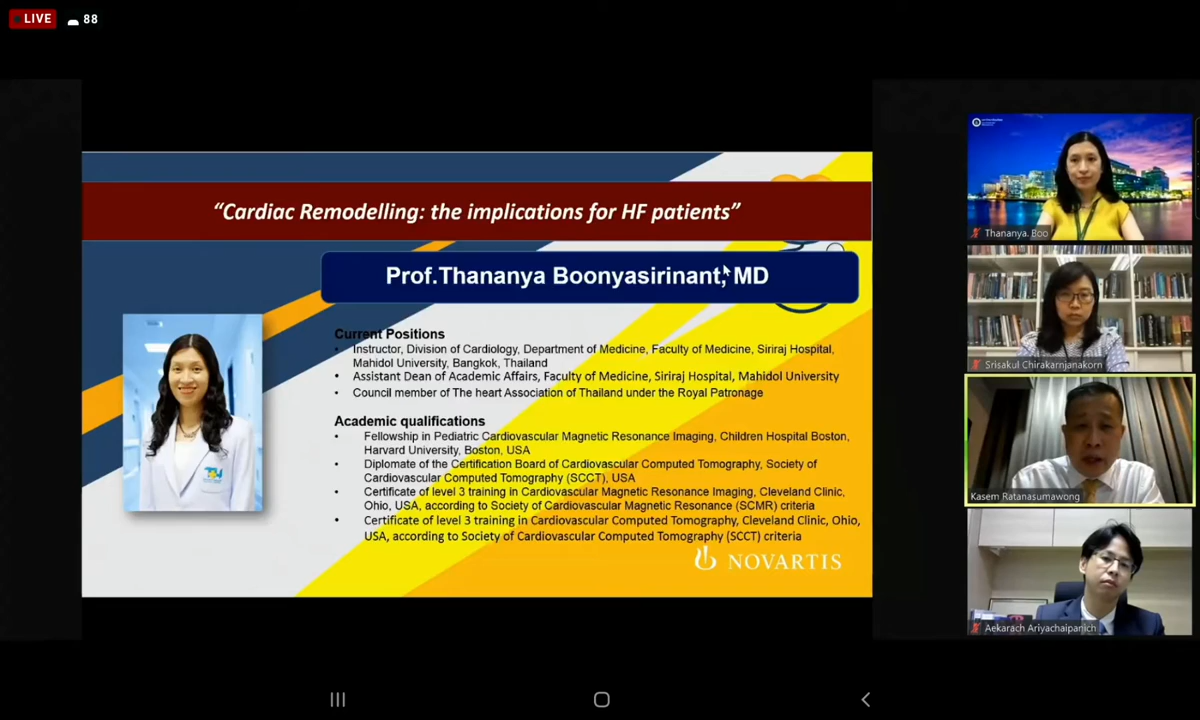 LIVE 88
"Cardiac Remodelling: the implications for HF patients"
Prof.Thananya Boonyasirinant, MD
Current Positions
• Instructor, Division of Cardiology, Department of Medicine, Faculty of Medicine, Siriraj Hospital,
Mahidol University, Bangkok, Thailand
• Assistant Dean of Academic Affairs, Faculty of Medicine, Siriraj Hospital, Mahidol University
• Council member of The heart Association of Thailand under the Royal Patronage
Academic qualifications
• Fellowship in Pediatric Cardiovascular Magnetic Resonance Imaging, Children Hospital Boston,
Harvard University, Boston, USA
• Diplomate of the Certification Board of Cardiovascular Computed Tomography, Society of
Cardiovascular Computed Tomography (SCCT), USA
• Certificate of level 3 training in Cardiovascular Magnetic Resonance Imaging, Cleveland Clinic,
Ohio, USA, according to Society of Cardiovascular Magnetic Resonance (SCMR) criteria
• Certificate of level 3 training in Cardiovascular Computed Tomography, Cleveland Clinic, Ohio,
USA, according to Society of Cardiovascular Computed Tomography (SCCT) criteria
NOVARTIS
Thananya. Boo
Srisakul Chirakarnjanakorn
Kasem Ratanasumawong
Aekarach Ariyachaipanich